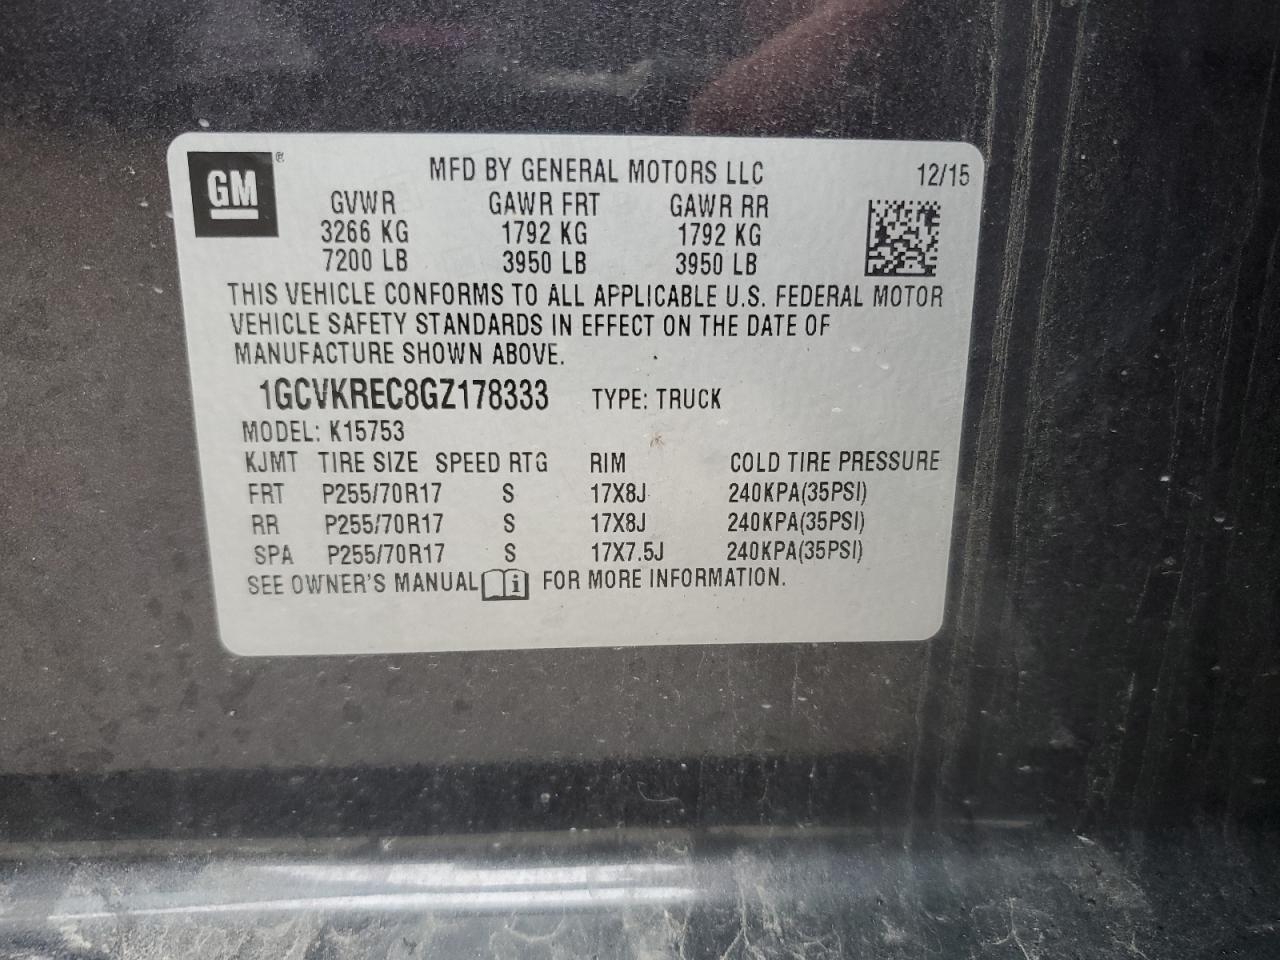 GM ®
MFD BY GENERAL MOTORS LLC 12/15
GVWR GAWR FRT GAWR RR
3266 KG 1792 KG 1792 KG
7200 LB 3950 LB 3950 LB
THIS VEHICLE CONFORMS TO ALL APPLICABLE U.S. FEDERAL MOTOR
VEHICLE SAFETY STANDARDS IN EFFECT ON THE DATE OF
MANUFACTURE SHOWN ABOVE.
1GCVKREC8GZ178333 TYPE: TRUCK
MODEL: K15753
KJMT TIRE SIZE SPEED RTG RIM COLD TIRE PRESSURE
FRT P255/70R17 S 17X8J 240KPA(35PSI)
RR P255/70R17 S 17X8J 240KPA(35PSI)
SPA P255/70R17 S 17X7.5J 240KPA(35PSI)
SEE OWNER'S MANUAL i FOR MORE INFORMATION.